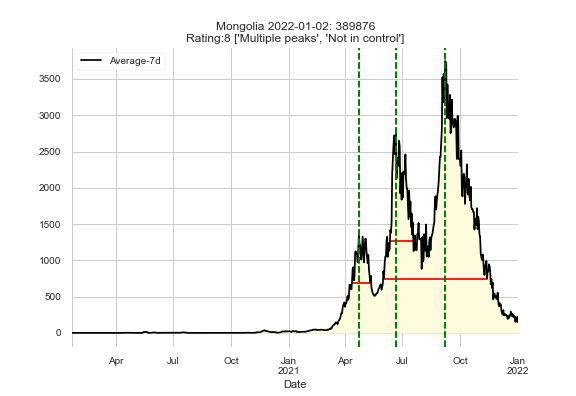 Mongolia 2022-01-02: 389876
Rating:8 ['Multiple peaks', 'Not in control']
Average-7d
3500
3000
2500
2000
1500
1000
500
0
Apr Jul Oct Jan Apr Jul Oct Jan
2021 2022
Date